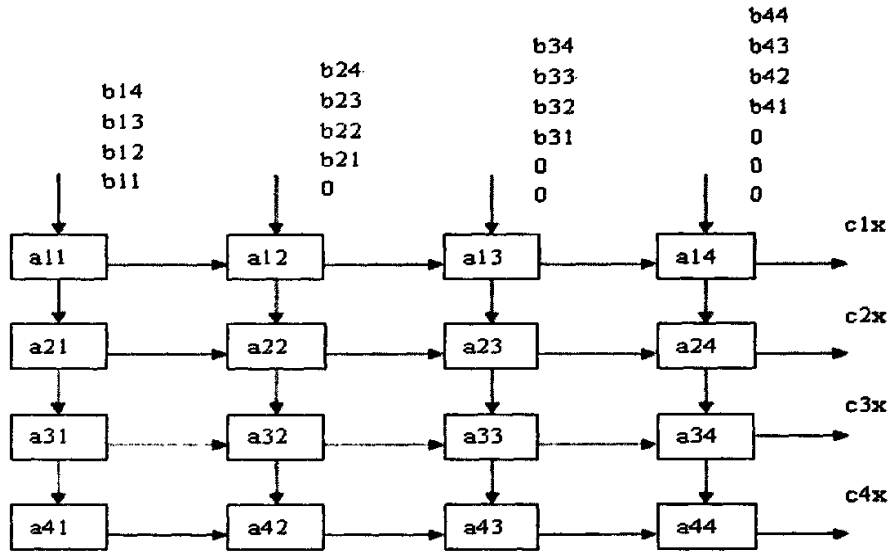 b14
b13
b12
b11
b24
b23
b22
b21
0
b34
b33
b32
b31
0
0
b44
b43
b42
b41
0
0
0
a11 a12 a13 a14 c1x
a21 a22 a23 a24 c2x
a31 a32 a33 a34 c3x
a41 a42 a43 a44 c4x